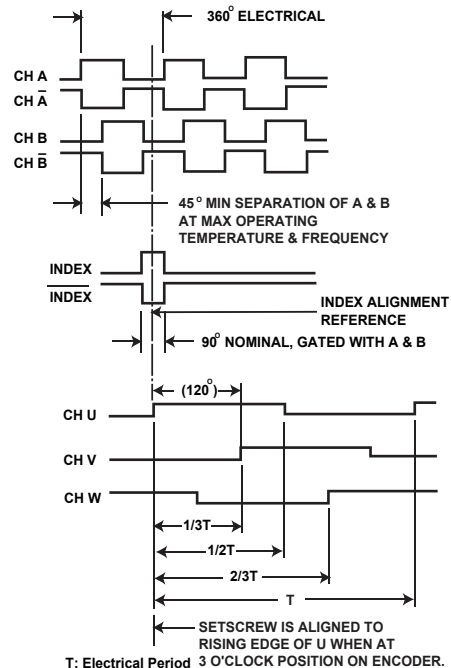 360° ELECTRICAL
CH A
CH A̅
CH B
CH B̅
45° MIN SEPARATION OF A & B
AT MAX OPERATING
TEMPERATURE & FREQUENCY
INDEX
I̅N̅D̅E̅X̅
INDEX ALIGNMENT
REFERENCE
90° NOMINAL, GATED WITH A & B
(120°)
CH U
CH V
CH W
1/3T
1/2T
2/3T
T
SETSCREW IS ALIGNED TO
RISING EDGE OF U WHEN AT
T: Electrical Period 3 O'CLOCK POSITION ON ENCODER.